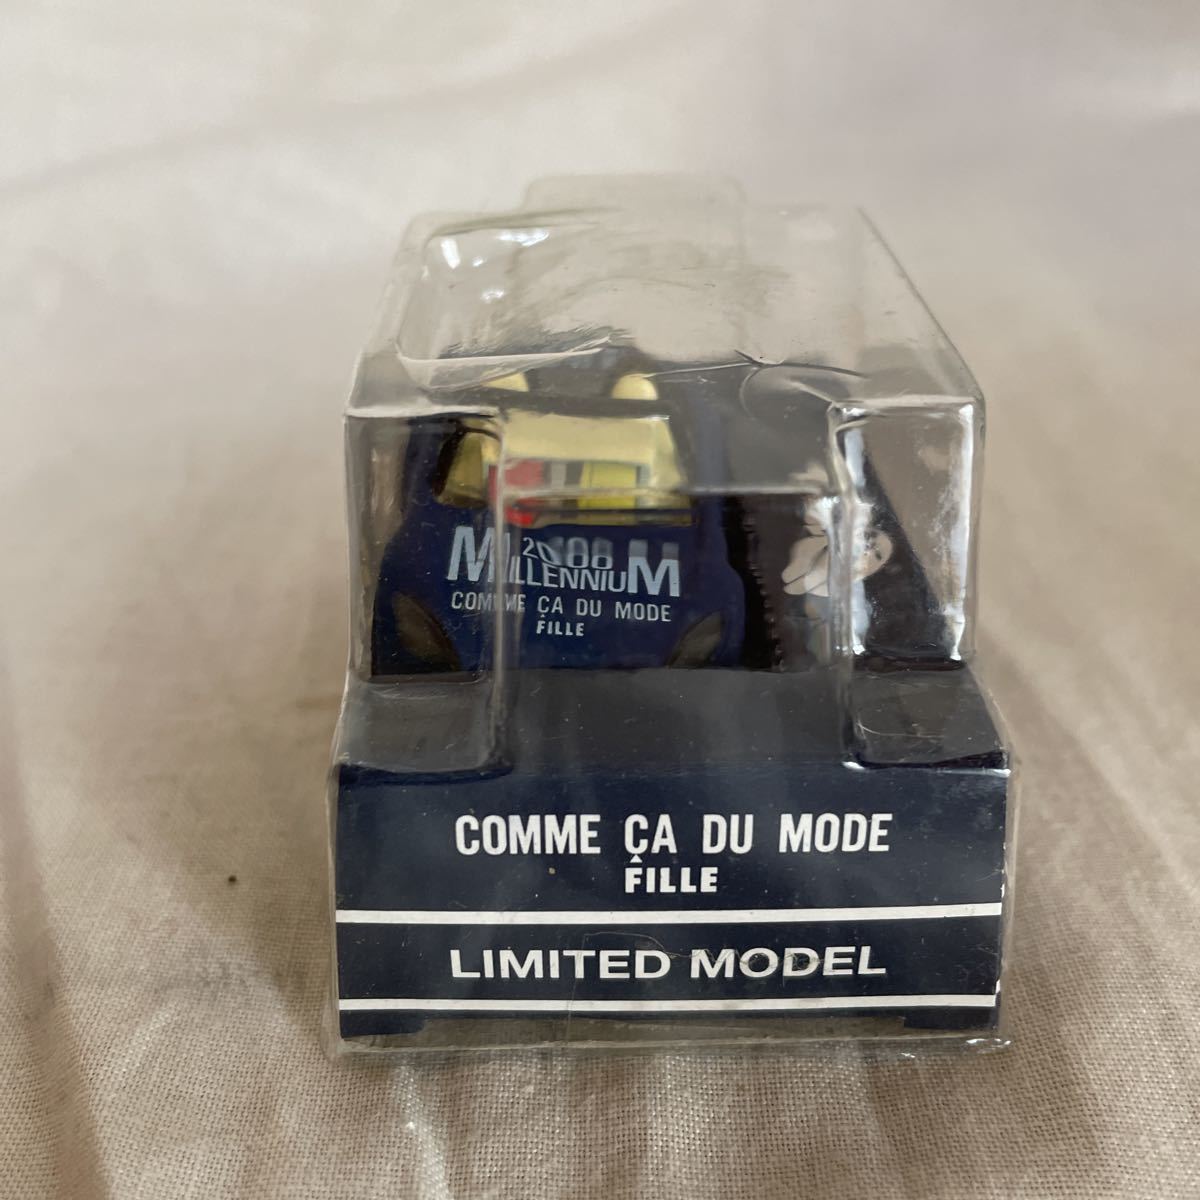 2000
MILLENNIUM
COMME ÇA DU MODE
FILLE
COMME ÇA DU MODE
FILLE
LIMITED MODEL